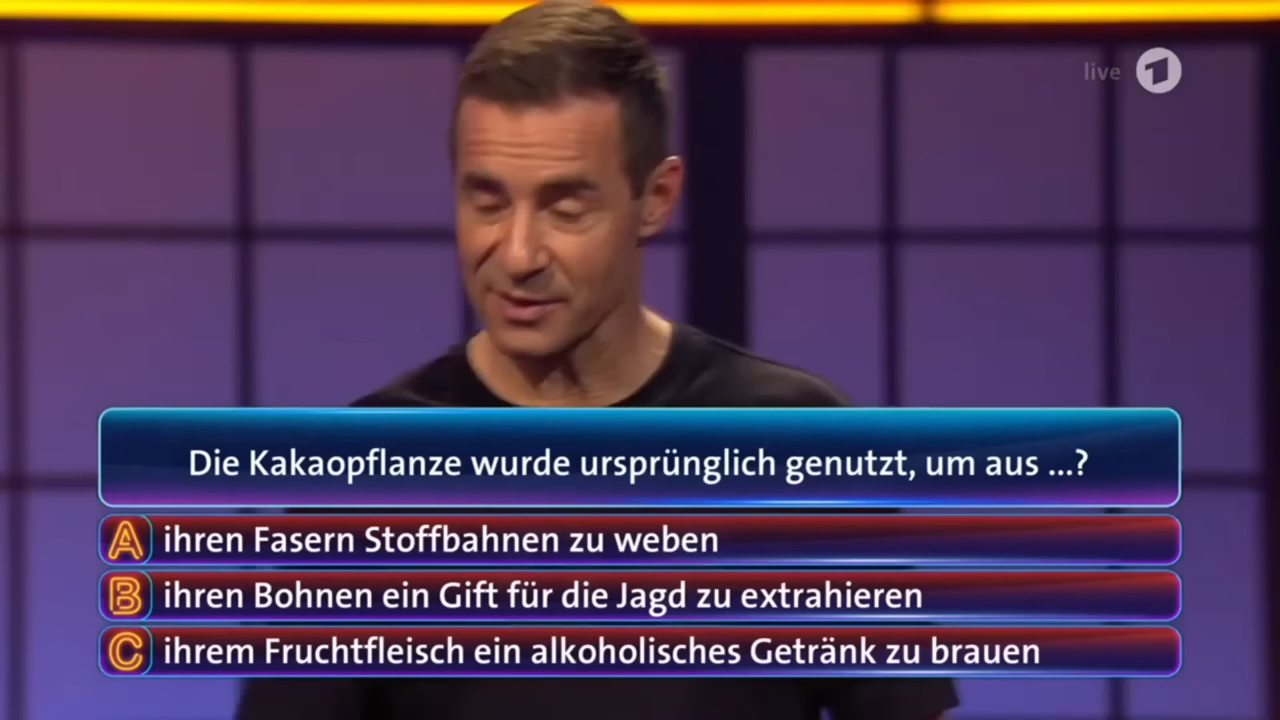 live 1
Die Kakaopflanze wurde ursprünglich genutzt, um aus ...?
A ihren Fasern Stoffbahnen zu weben
B ihren Bohnen ein Gift für die Jagd zu extrahieren
C ihrem Fruchtfleisch ein alkoholisches Getränk zu brauen